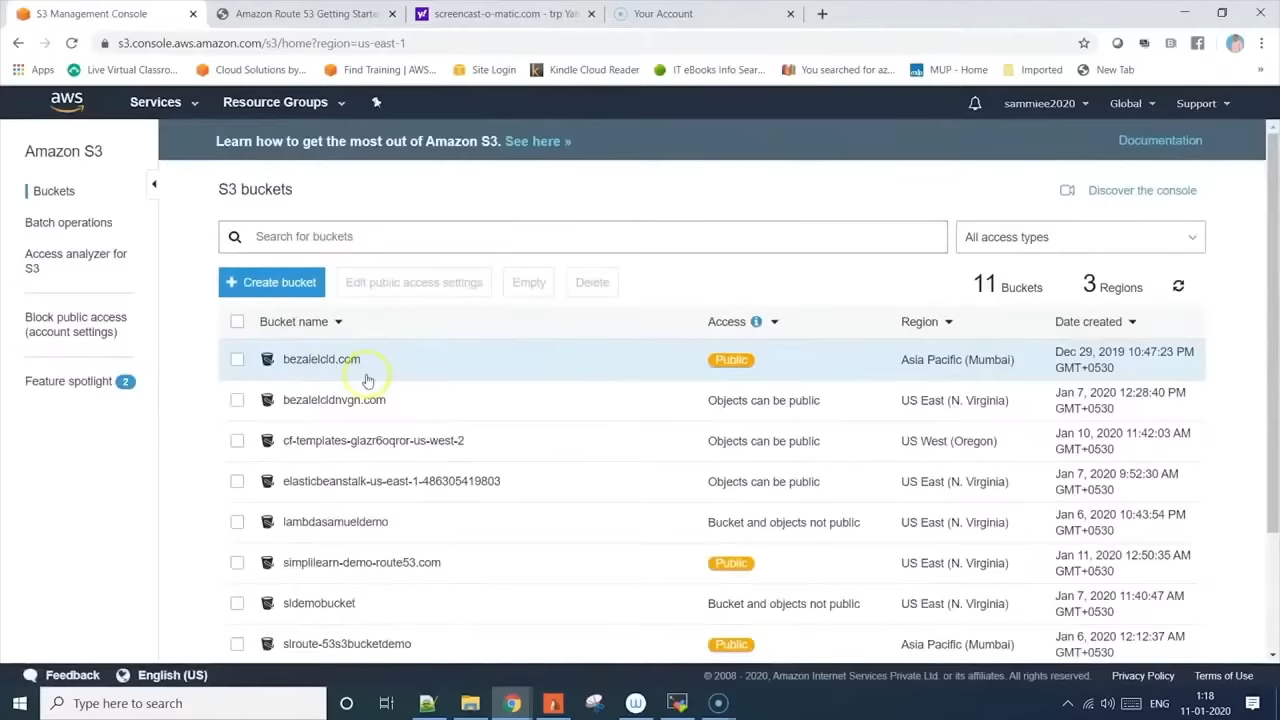 S3 Management Console
Amazon Route 53 Getting Starte
screencast-o-matic.com - trp Yah
Your Account
s3.console.aws.amazon.com/s3/home?region=us-east-1
Apps
Live Virtual Classro...
Cloud Solutions by...
Find Training | AWS...
Site Login
Kindle Cloud Reader
IT eBooks Info Sear...
You searched for az...
MUP - Home
Imported
New Tab
»
aws
Services
Resource Groups
sammiee2020
Global
Support
Amazon S3
Buckets
Batch operations
Access analyzer for
S3
Block public access
(account settings)
Feature spotlight 2
Learn how to get the most out of Amazon S3. See here »
Documentation
S3 buckets
Discover the console
Search for buckets
All access types
+ Create bucket
Edit public access settings
Empty
Delete
11 Buckets
3 Regions
Bucket name Access Region Date created
bezalelcld.com Public Asia Pacific (Mumbai) Dec 29, 2019 10:47:23 PM
GMT+0530
bezalelcldnvgn.com Objects can be public US East (N. Virginia) Jan 7, 2020 12:28:40 PM
GMT+0530
cf-templates-glazr6oqror-us-west-2 Objects can be public US West (Oregon) Jan 10, 2020 11:42:03 AM
GMT+0530
elasticbeanstalk-us-east-1-486305419803 Objects can be public US East (N. Virginia) Jan 7, 2020 9:52:30 AM
GMT+0530
lambdasamueldemo Bucket and objects not public US East (N. Virginia) Jan 6, 2020 10:43:54 PM
GMT+0530
simplilearn-demo-route53.com Public US East (N. Virginia) Jan 11, 2020 12:50:35 AM
GMT+0530
sldemobucket Bucket and objects not public US East (N. Virginia) Jan 7, 2020 11:40:47 AM
GMT+0530
slroute-53s3bucketdemo Public Asia Pacific (Mumbai) Jan 6, 2020 12:12:37 AM
GMT+0530
Feedback
English (US)
© 2008 - 2020, Amazon Internet Services Private Ltd. or its affiliates. All rights reserved.
Privacy Policy
Terms of Use
Type here to search
ENG
1:18
11-01-2020